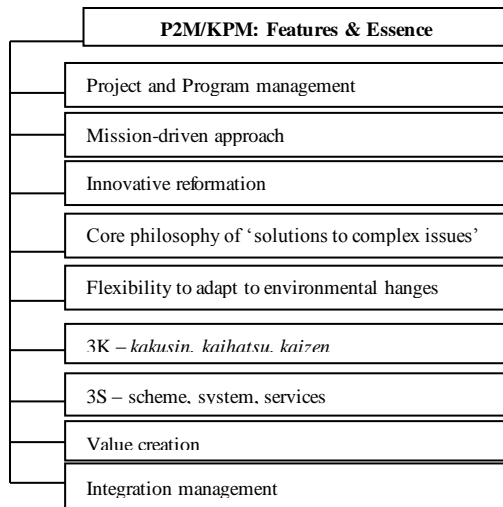 P2M/KPM: Features & Essence
Project and Program management
Mission-driven approach
Innovative reformation
Core philosophy of ‘solutions to complex issues’
Flexibility to adapt to environmental hanges
3K – kakusin, kaihatsu, kaizen
3S – scheme, system, services
Value creation
Integration management